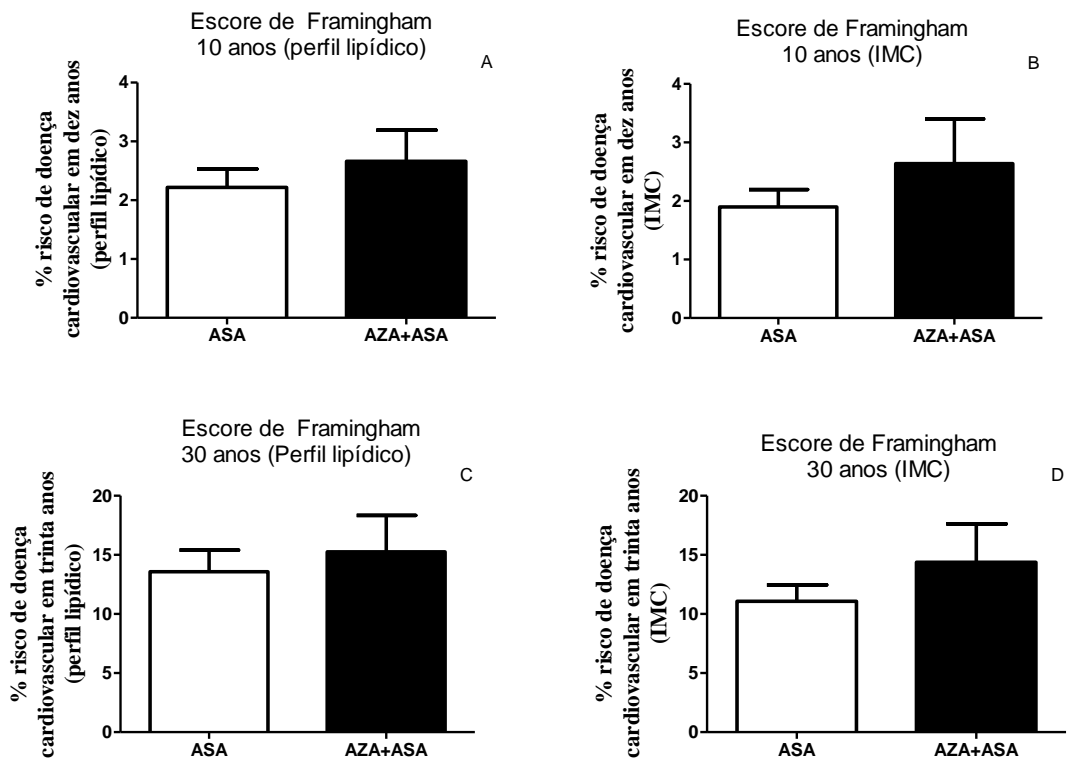 Escore de Framingham
10 anos (perfil lipídico)
A
% risco de doença
cardiovascualar em dez anos
(perfil lipídico)
4
3
2
1
0
ASA
AZA+ASA
Escore de Framingham
10 anos (IMC)
B
% risco de doença
cardiovascular em dez anos
(IMC)
4
3
2
1
0
ASA
AZA+ASA
Escore de Framingham
30 anos (Perfil lipídico)
C
% risco de doença
cardiovascular em trinta anos
(perfil lipídico)
20
15
10
5
0
ASA
AZA+ASA
Escore de Framingham
30 anos (IMC)
D
% risco de doença
cardiovascular em trinta anos
(IMC)
20
15
10
5
0
ASA
AZA+ASA